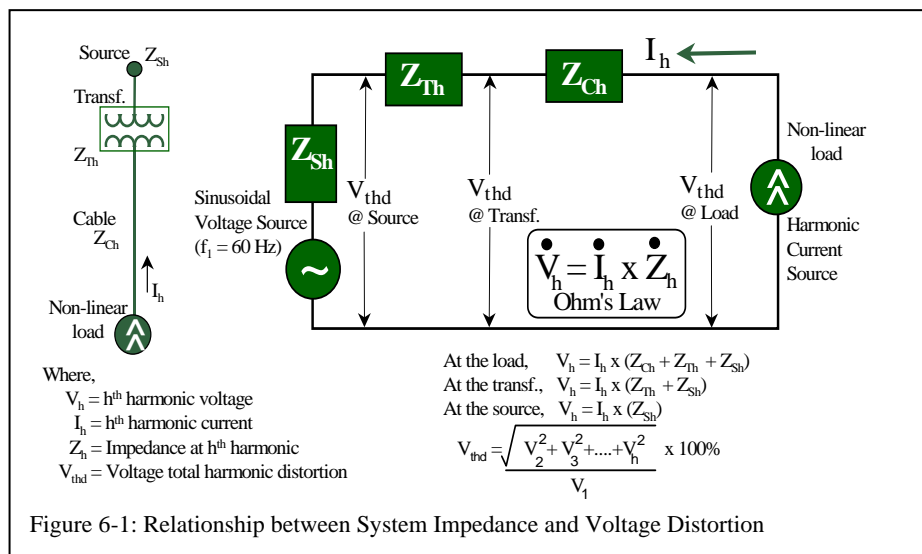 Source Z_Sh
Transf.
Z_Th
Cable
Z_Ch
I_h
Non-linear
load
Where,
V_h = h^th harmonic voltage
I_h = h^th harmonic current
Z_h = Impedance at h^th harmonic
V_thd = Voltage total harmonic distortion
Z_Sh
Sinusoidal
Voltage Source
(f_1 = 60 Hz)
~
V_thd
@ Source
Z_Th
V_thd
@ Transf.
Z_Ch
I_h
V_thd
@ Load
Non-linear
load
Harmonic
Current
Source
V_h = I_h x Z_h
Ohm's Law
At the load, V_h = I_h x (Z_Ch + Z_Th + Z_Sh)
At the transf., V_h = I_h x (Z_Th + Z_Sh)
At the source, V_h = I_h x (Z_Sh)
V_thd = √(V_2^2 + V_3^2 + .... + V_h^2) / V_1 x 100%
Figure 6-1: Relationship between System Impedance and Voltage Distortion